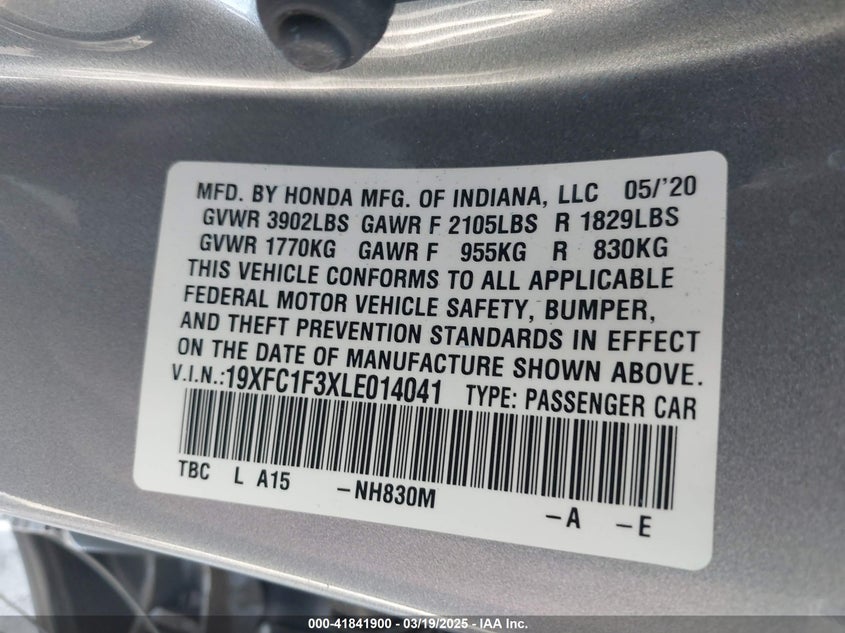 MFD. BY HONDA MFG. OF INDIANA, LLC 05/'20
GVWR 3902LBS GAWR F 2105LBS R 1829LBS
GVWR 1770KG GAWR F 955KG R 830KG
THIS VEHICLE CONFORMS TO ALL APPLICABLE
FEDERAL MOTOR VEHICLE SAFETY, BUMPER,
AND THEFT PREVENTION STANDARDS IN EFFECT
ON THE DATE OF MANUFACTURE SHOWN ABOVE.
V.I.N.:19XFC1F3XLE014041 TYPE: PASSENGER CAR
TBC L A15 -NH830M -A -E
000-41841900 - 03/19/2025 - IAA Inc.